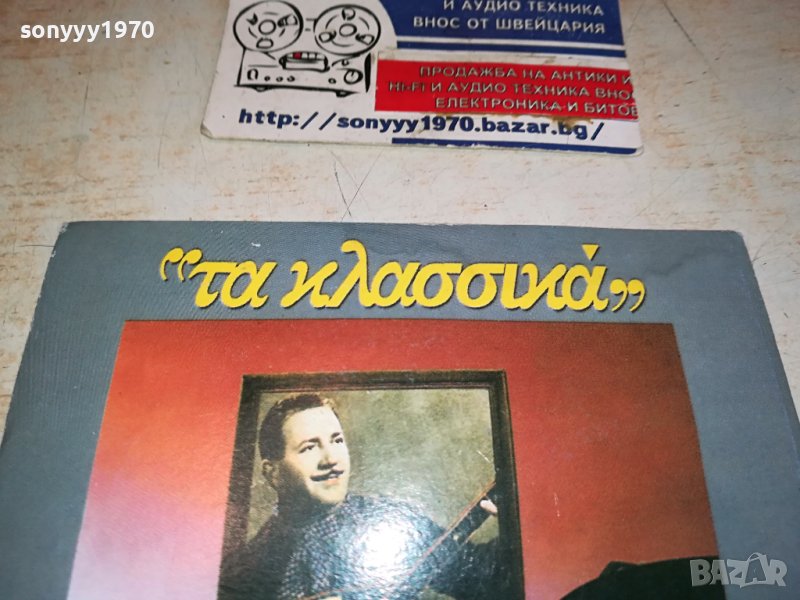 sonyyy1970
И АУДИО ТЕХНИКА
ВНОС ОТ ШВЕЙЦАРИЯ
ПРОДАЖБА НА АНТИКИ И
HI-FI И АУДИО ТЕХНИКА ВНОС
ЕЛЕКТРОНИКА И БИТОВ
http://sonyyy1970.bazar.bg/
“τα κλασσικά”
BAZAR